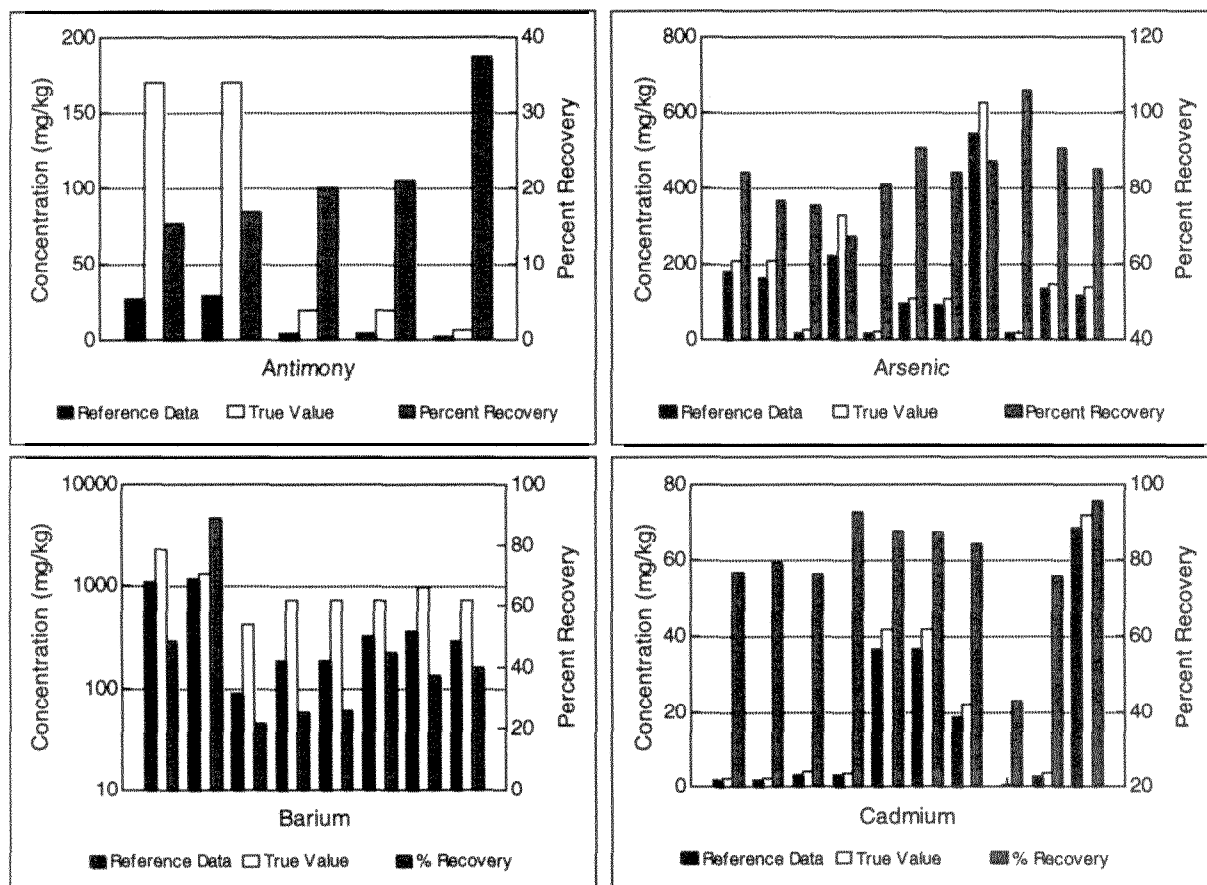 200
150
100
50
0
Concentration (mg/kg)
40
30
20
10
0
Percent Recovery
Antimony
Reference Data True Value Percent Recovery
800
600
400
200
0
Concentration (mg/kg)
120
100
80
60
40
Percent Recovery
Arsenic
Reference Data True Value Percent Recovery
10000
1000
100
10
Concentration (mg/kg)
100
80
60
40
20
0
Percent Recovery
Barium
Reference Data True Value % Recovery
80
60
40
20
0
Concentration (mg/kg)
100
80
60
40
20
Percent Recovery
Cadmium
Reference Data True Value % Recovery